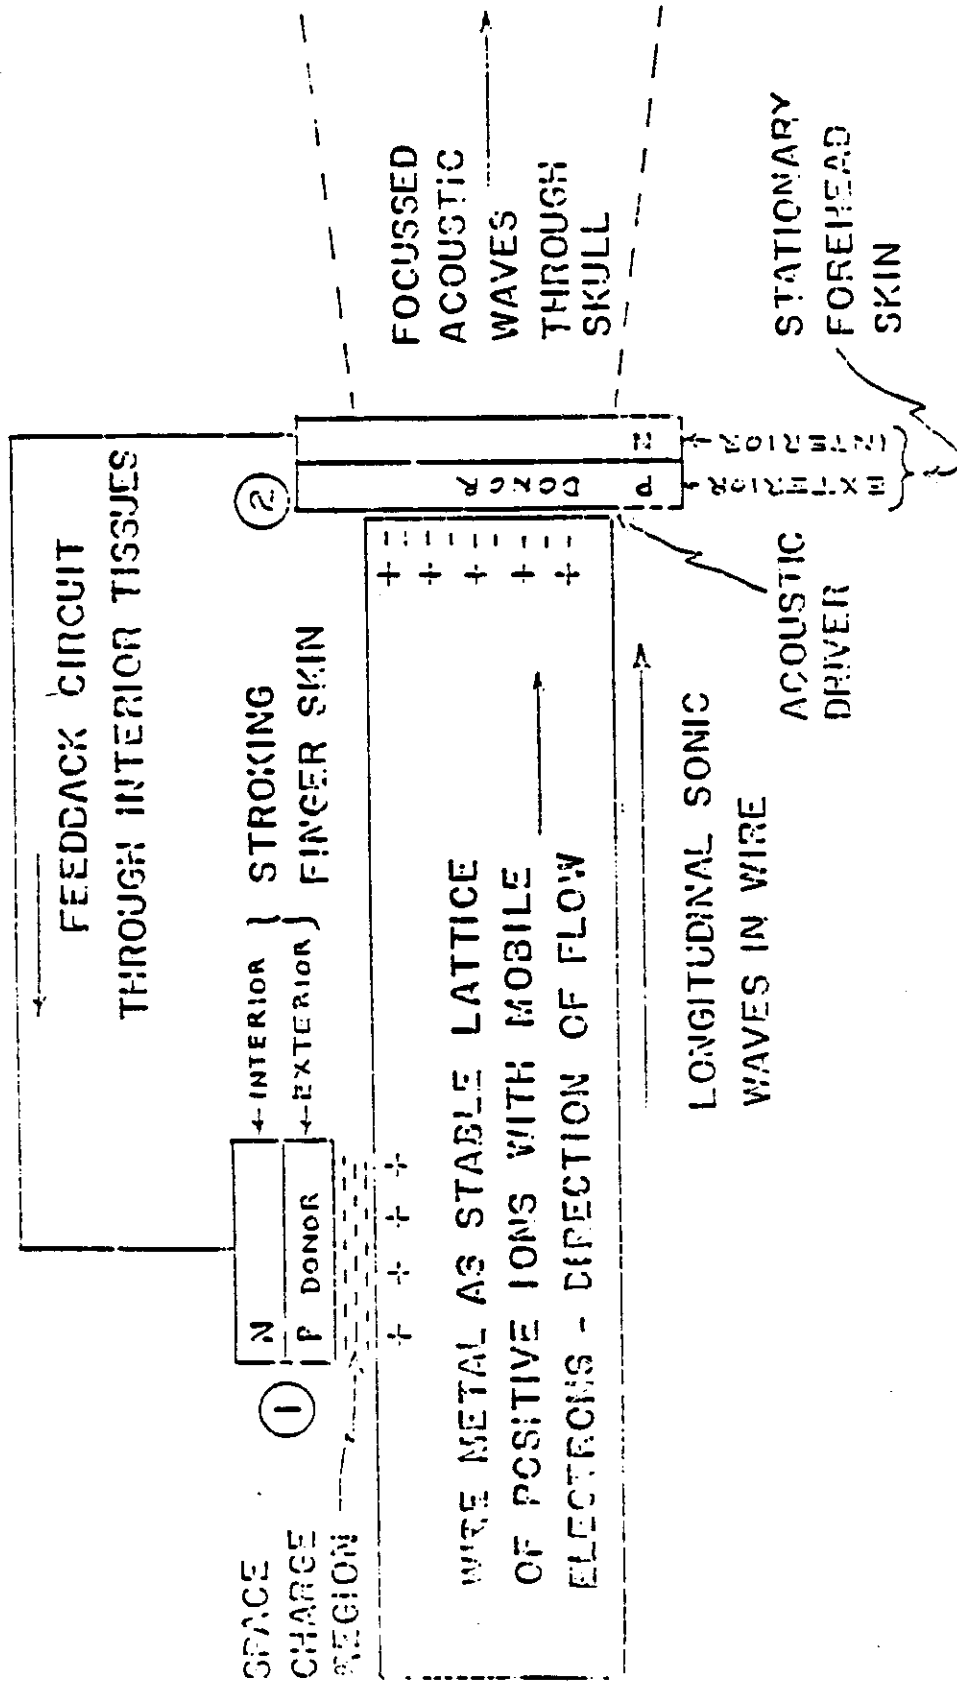 FEEDBACK CIRCUIT
THROUGH INTERIOR TISSUES
①
N
P DONOR
←INTERIOR
←EXTERIOR
STROKING
FINGER SKIN
SPACE
CHARGE
REGION
WIRE METAL AS STABLE LATTICE
OF POSITIVE IONS WITH MOBILE
ELECTRONS - DIRECTION OF FLOW
LONGITUDINAL SONIC
WAVES IN WIRE
②
P DONOR
N
EXTERIOR
INTERIOR
ACOUSTIC
DRIVER
STATIONARY
FOREHEAD
SKIN
FOCUSSED
ACOUSTIC
WAVES
THROUGH
SKULL